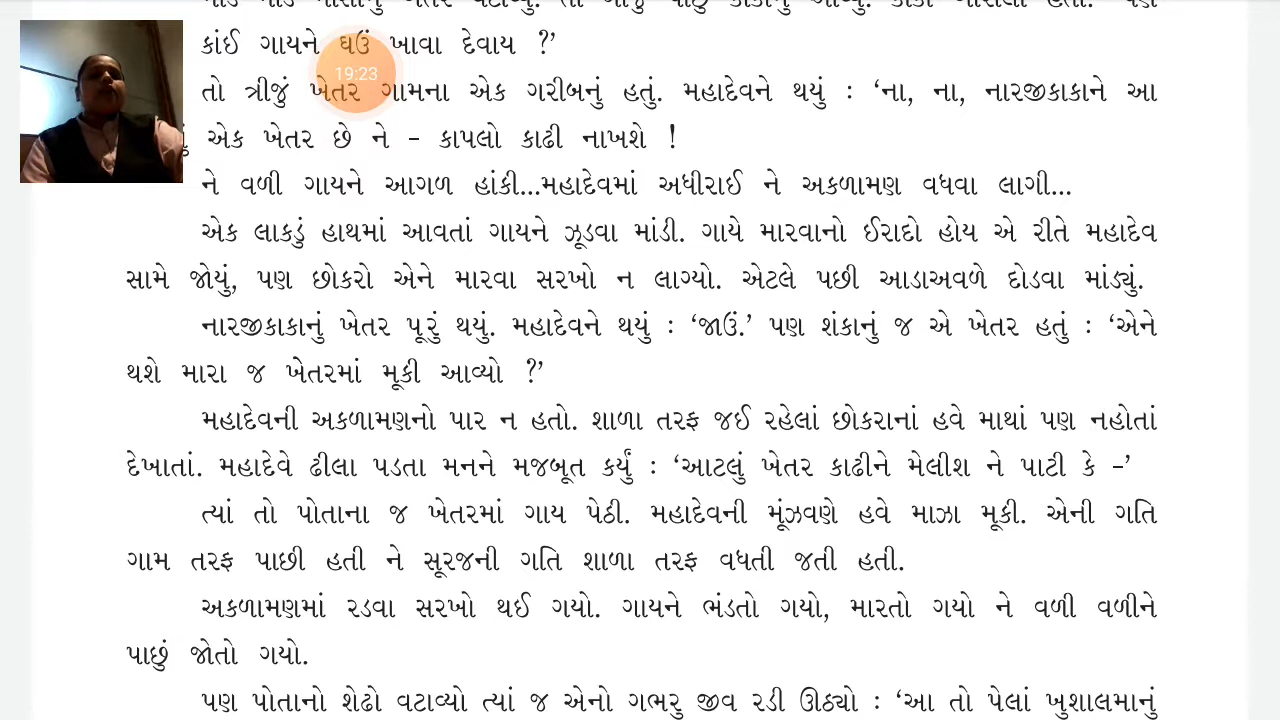 કાંઈ ગાયને ઘઉં ખાવા દેવાય ?’
19:23
તો ત્રીજું ખેતર ગામના એક ગરીબનું હતું. મહાદેવને થયું : ‘ના, ના, નારજીકાકાને આ
એક ખેતર છે ને - કાપલો કાઢી નાખશે !
ને વળી ગાયને આગળ હાંકી...મહાદેવમાં અધીરાઈ ને અકળામણ વધવા લાગી...
એક લાકડું હાથમાં આવતાં ગાયને ઝૂડવા માંડી. ગાયે મારવાનો ઈરાદો હોય એ રીતે મહાદેવ
સામે જોયું, પણ છોકરો એને મારવા સરખો ન લાગ્યો. એટલે પછી આડાઅવળે દોડવા માંડ્યું.
નારજીકાકાનું ખેતર પૂરું થયું. મહાદેવને થયું : ‘જાઉં.’ પણ શંકાનું જ એ ખેતર હતું : ‘એને
થશે મારા જ ખેતરમાં મૂકી આવ્યો ?’
મહાદેવની અકળામણનો પાર ન હતો. શાળા તરફ જઈ રહેલાં છોકરાનાં હવે માથાં પણ નહોતાં
દેખાતાં. મહાદેવે ઢીલા પડતા મનને મજબૂત કર્યું : ‘આટલું ખેતર કાઢીને મેલીશ ને પાટી કે -’
ત્યાં તો પોતાના જ ખેતરમાં ગાય પેઠી. મહાદેવની મૂંઝવણે હવે માઝા મૂકી. એની ગતિ
ગામ તરફ પાછી હતી ને સૂરજની ગતિ શાળા તરફ વધતી જતી હતી.
અકળામણમાં રડવા સરખો થઈ ગયો. ગાયને ભંડતો ગયો, મારતો ગયો ને વળી વળીને
પાછું જોતો ગયો.
પણ પોતાનો શેઢો વટાવ્યો ત્યાં જ એનો ગભરુ જીવ રડી ઊઠ્યો : ‘આ તો પેલાં ખુશાલમાનું